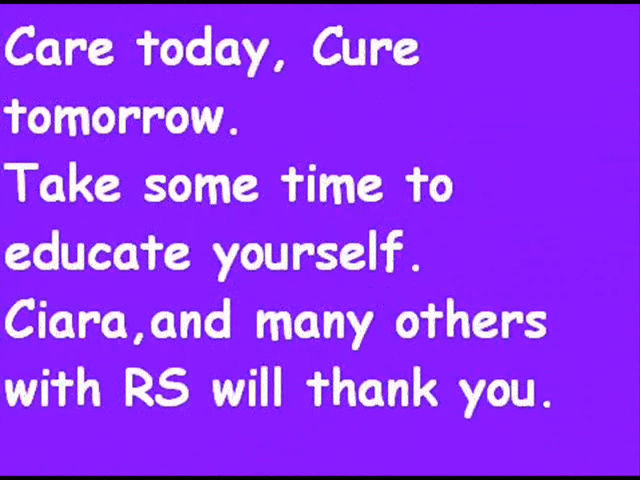 Care today, Cure
tomorrow.
Take some time to
educate yourself.
Ciara,and many others
with RS will thank you.